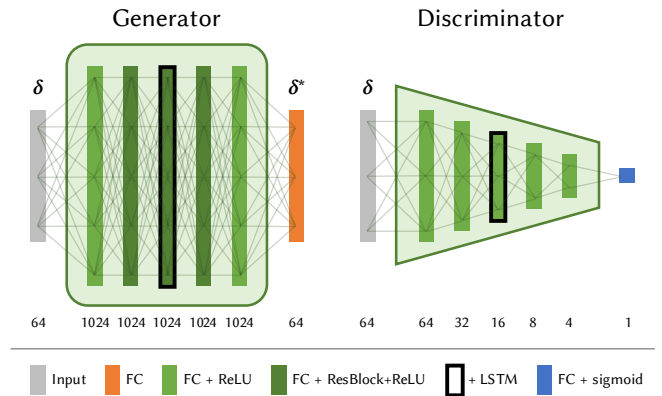 Generator
Discriminator
δ
δ*
δ
64
1024
1024
1024
1024
1024
64
64
64
32
16
8
4
1
Input
FC
FC + ReLU
FC + ResBlock+ReLU
+ LSTM
FC + sigmoid